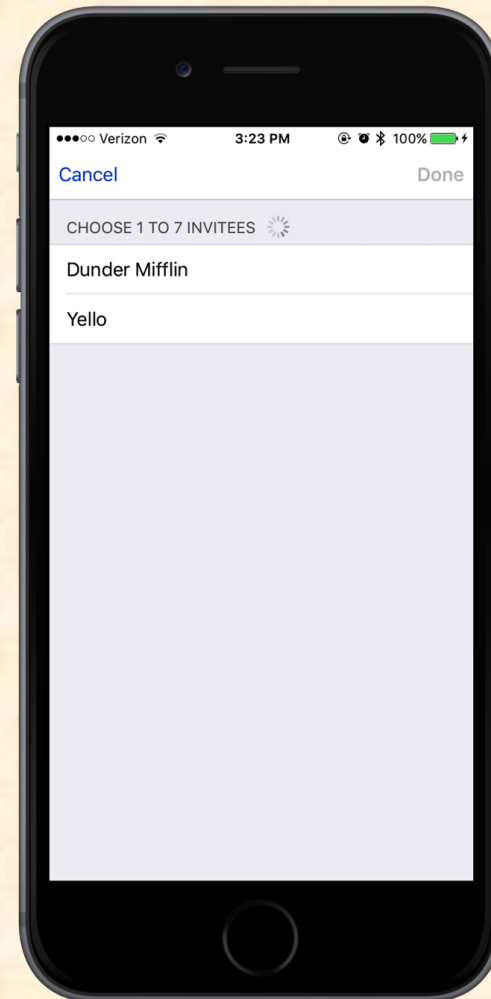 Verizon 3:23 PM 100%
Cancel Done
CHOOSE 1 TO 7 INVITEES
Dunder Mifflin
Yello